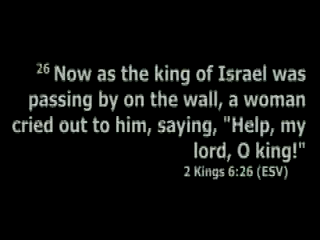 26 Now as the king of Israel was
passing by on the wall, a woman
cried out to him, saying, "Help, my
lord, O king!"
2 Kings 6:26 (ESV)